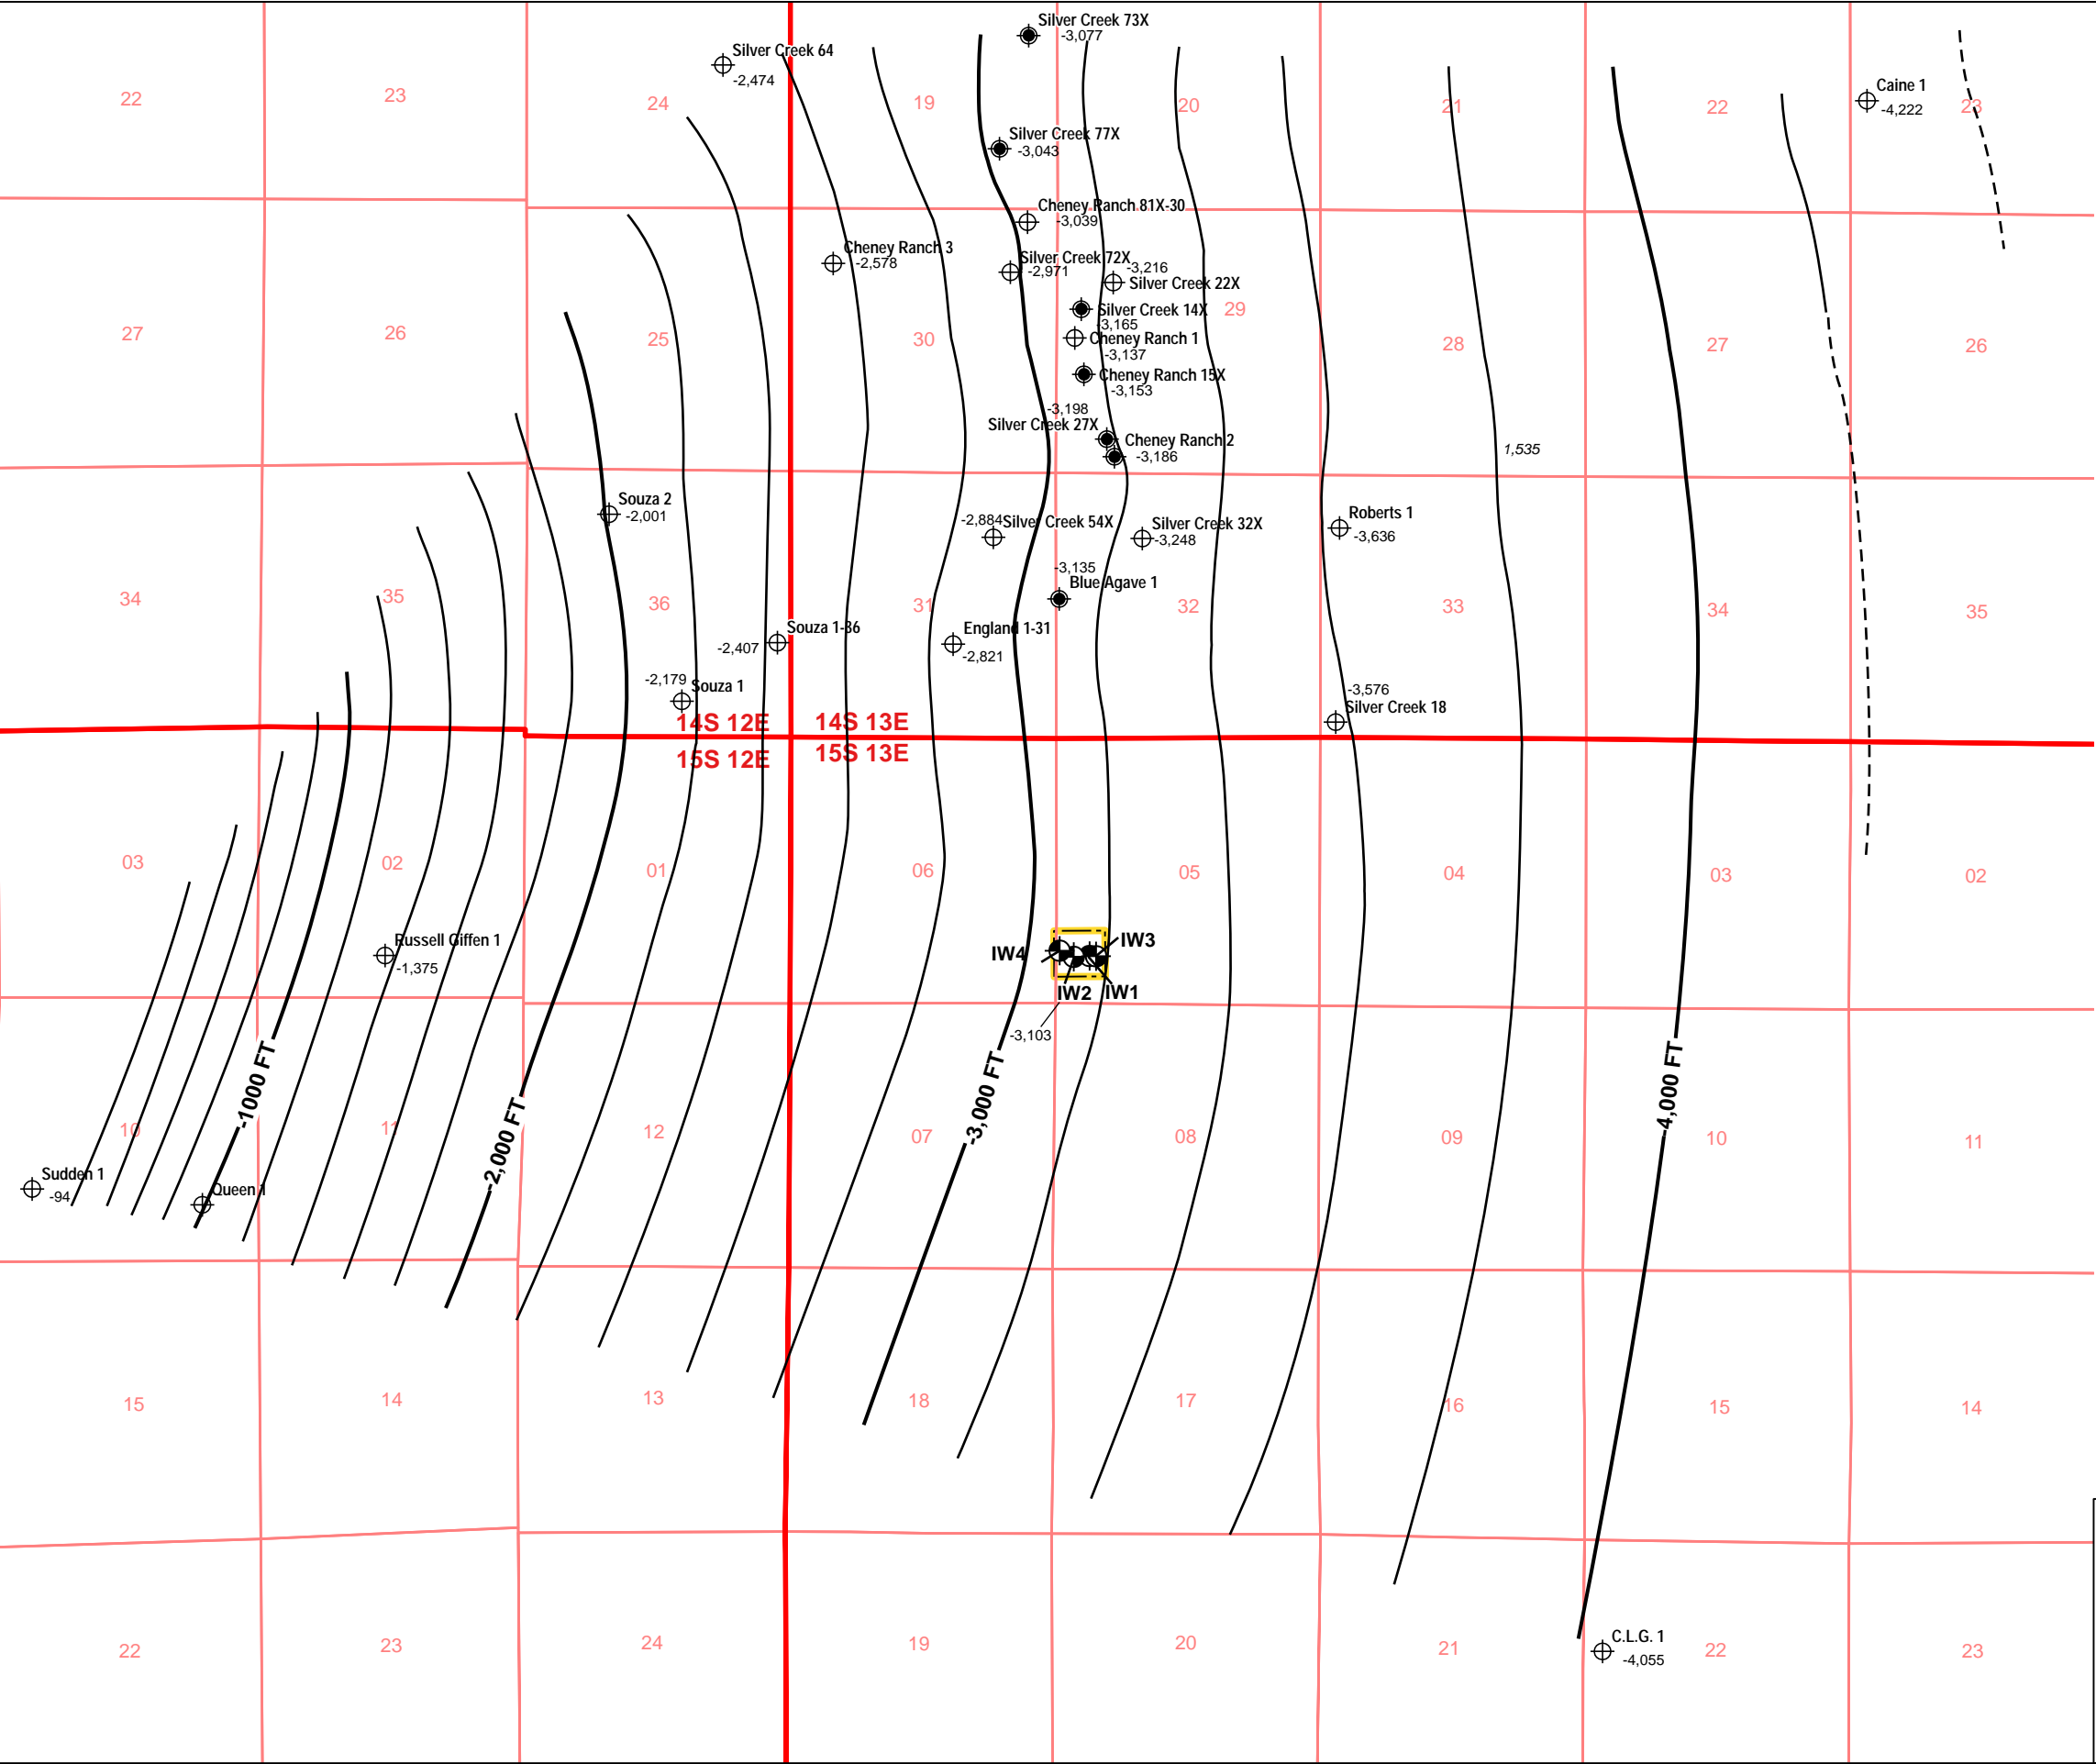 Silver Creek 73X
-3,077
Silver Creek 64
-2,474
Caine 1
-4,222
22
23
24
19
20
21
22
23
Silver Creek 77X
-3,043
Cheney Ranch 81X-30
-3,039
Cheney Ranch 3
-2,578
Silver Creek 72X
-2,971
-3,216
Silver Creek 22X
Silver Creek 14X
-3,165
29
27
26
25
30
Cheney Ranch 1
-3,137
28
27
26
Cheney Ranch 15X
-3,153
-3,198
Silver Creek 27X
Cheney Ranch 2
-3,186
1,535
Souza 2
-2,001
-2,884
Silver Creek 54X
Silver Creek 32X
-3,248
Roberts 1
-3,636
-3,135
Blue Agave 1
34
35
36
31
32
33
34
35
Souza 1-36
-2,407
England 1-31
-2,821
-2,179
Souza 1
-3,576
Silver Creek 18
14S 12E
14S 13E
15S 12E
15S 13E
03
02
01
06
05
04
03
02
Russell Giffen 1
-1,375
IW4
IW3
IW2
IW1
-3,103
-1000 FT
-2,000 FT
-3,000 FT
-4,000 FT
10
11
12
07
08
09
10
11
Sudden 1
-94
Queen 1
15
14
13
18
17
16
15
14
22
23
24
19
20
21
22
23
C.L.G. 1
-4,055